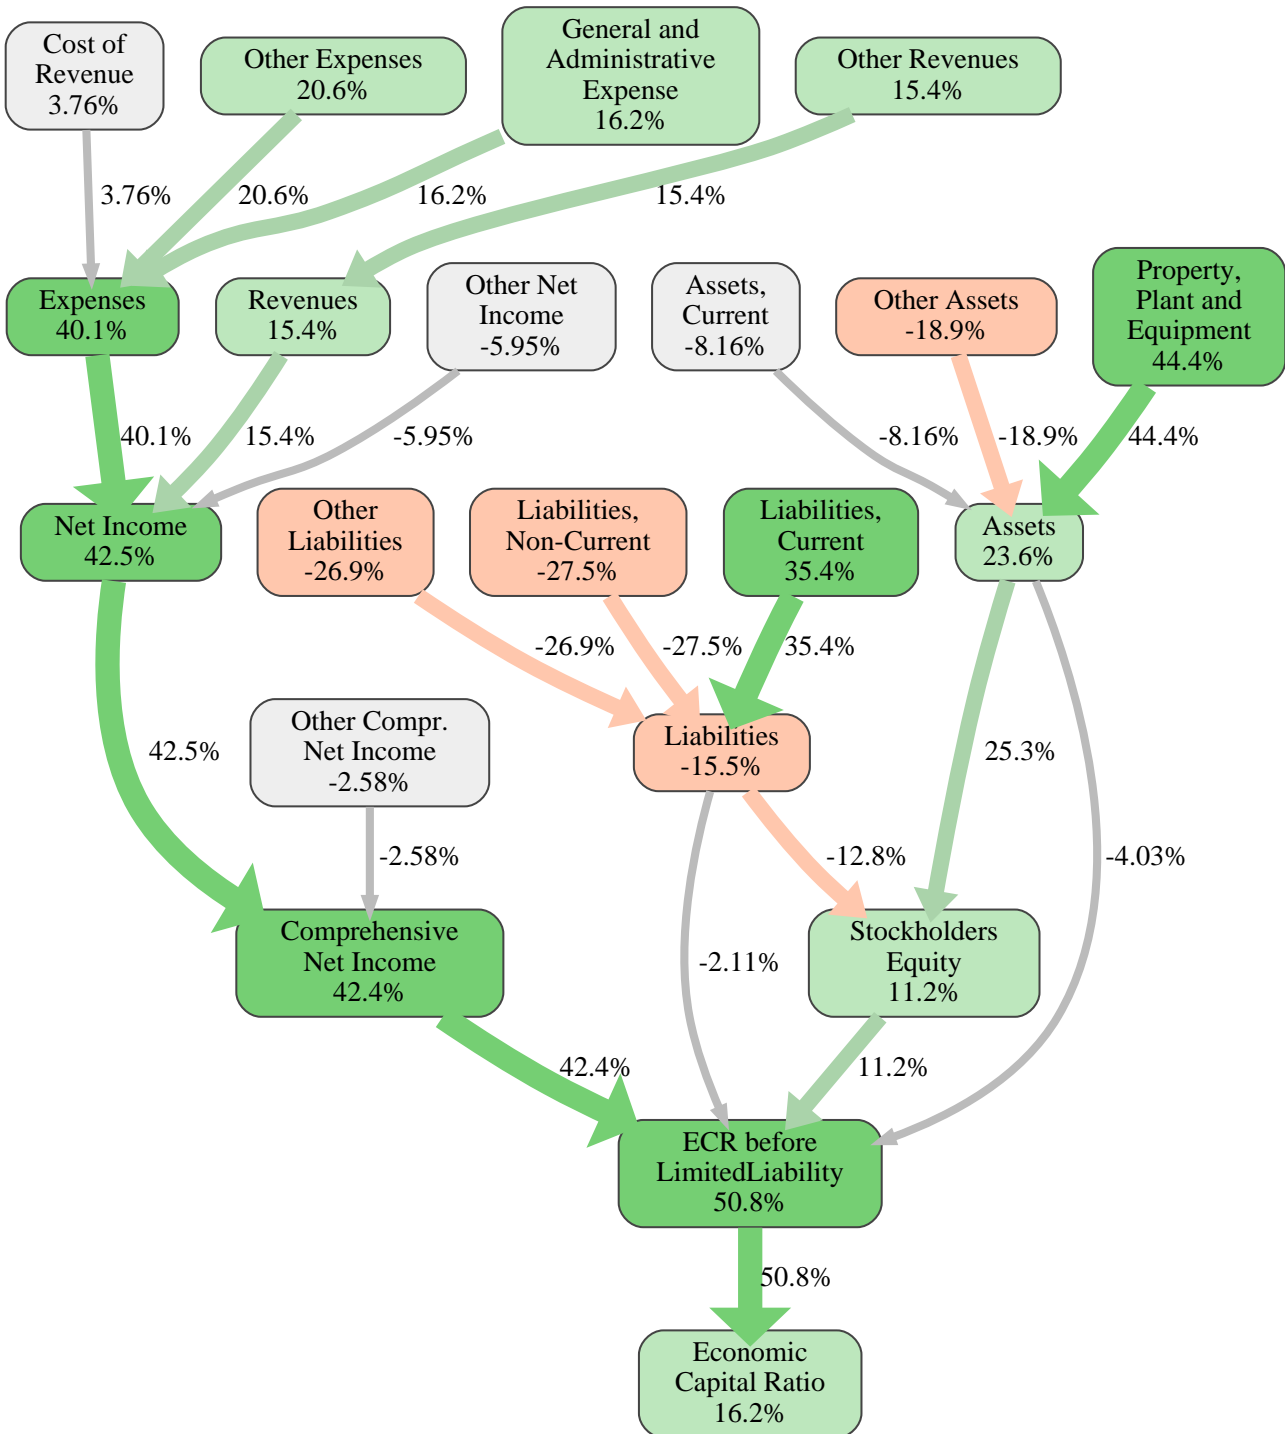 Cost of
Revenue
3.76%
Other Expenses
20.6%
General and
Administrative
Expense
16.2%
Other Revenues
15.4%
3.76%
20.6%
16.2%
15.4%
Expenses
40.1%
Revenues
15.4%
Other Net
Income
-5.95%
Assets,
Current
-8.16%
Other Assets
-18.9%
Property,
Plant and
Equipment
44.4%
40.1%
15.4%
-5.95%
-8.16%
-18.9%
44.4%
Net Income
42.5%
Other
Liabilities
-26.9%
Liabilities,
Non-Current
-27.5%
Liabilities,
Current
35.4%
Assets
23.6%
-26.9%
-27.5%
35.4%
42.5%
Other Compr.
Net Income
-2.58%
Liabilities
-15.5%
25.3%
-2.58%
-12.8%
-4.03%
Comprehensive
Net Income
42.4%
-2.11%
Stockholders
Equity
11.2%
42.4%
11.2%
ECR before
LimitedLiability
50.8%
50.8%
Economic
Capital Ratio
16.2%